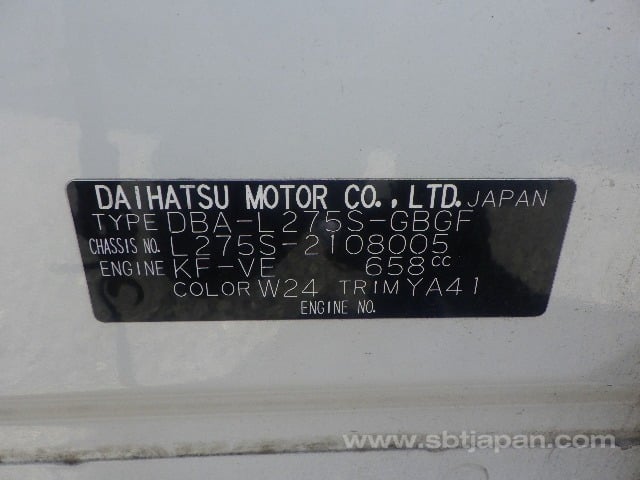 DAIHATSU MOTOR CO., LTD. JAPAN
TYPE DBA-L275S-GBGF
CHASSIS NO. L275S-2108005
ENGINE KF-VE 658cc
COLOR W24 TRIM YA41
ENGINE NO.
www.sbtjapan.com/